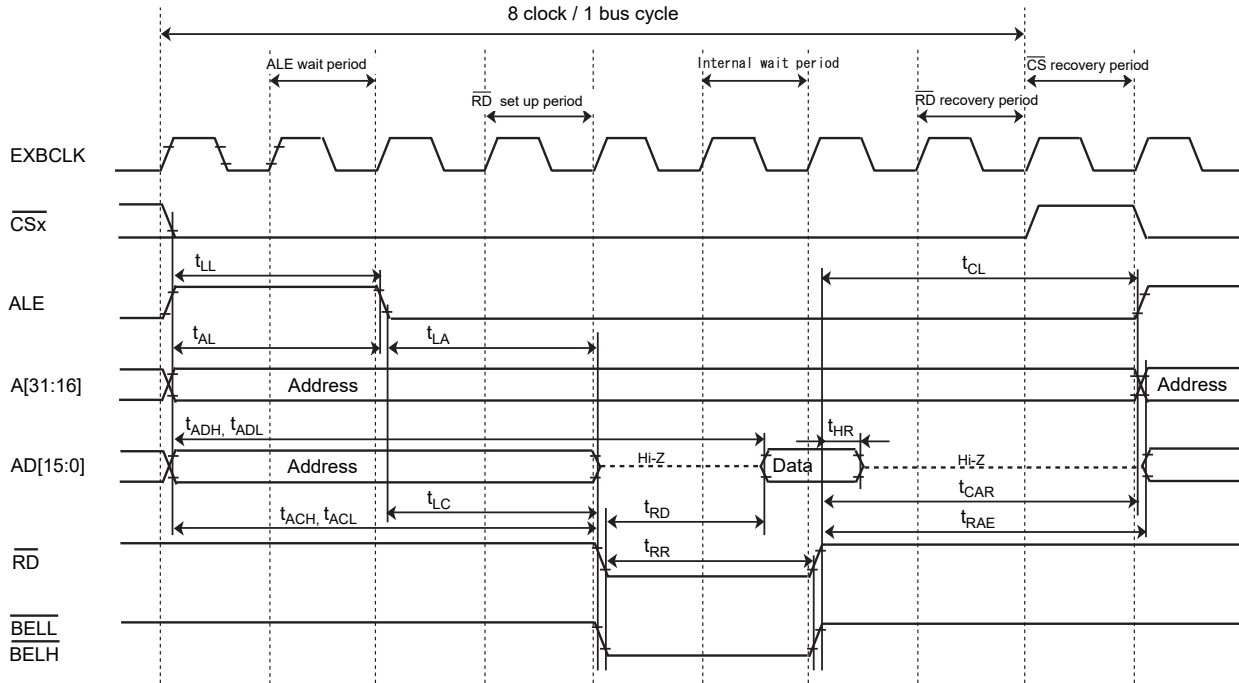 8 clock / 1 bus cycle
ALE wait period
Internal wait period
CS recovery period
RD set up period
RD recovery period
EXBCLK
CSx
tLL
tCL
ALE
tAL
tLA
A[31:16]
Address
Address
tADH, tADL
tHR
AD[15:0]
Address
Hi-Z
Data
Hi-Z
tLC
tCAR
tACH, tACL
tRD
tRAE
RD
tRR
BELL
BELH